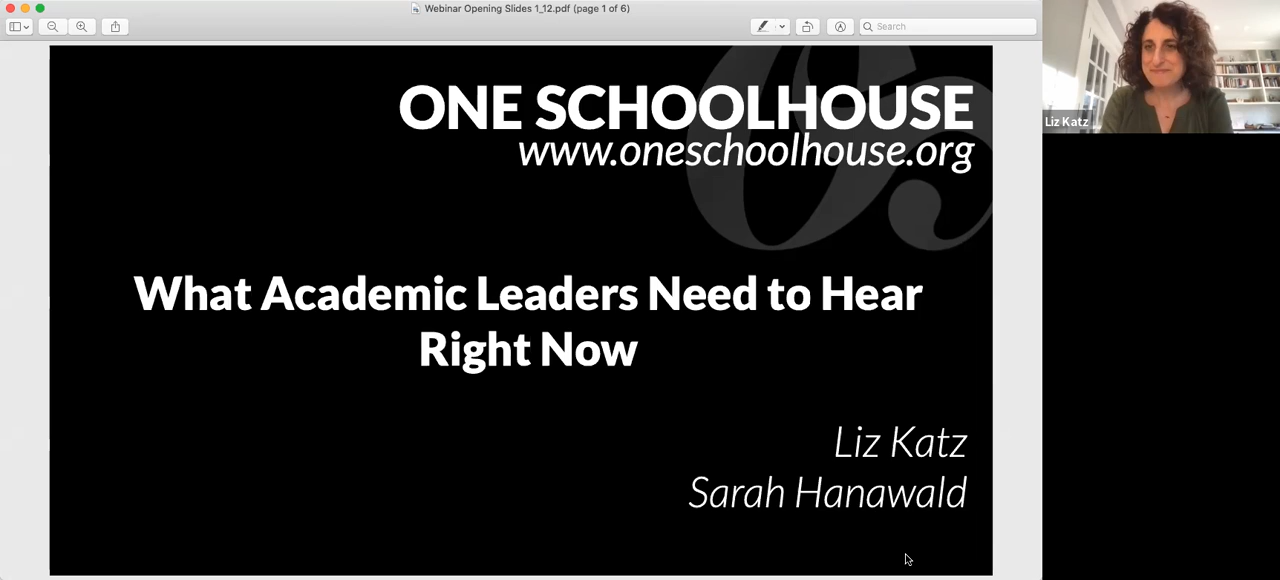 Webinar Opening Slides 1_12.pdf (page 1 of 6)
Search
ONE SCHOOLHOUSE
www.oneschoolhouse.org
What Academic Leaders Need to Hear
Right Now
Liz Katz
Sarah Hanawald
Liz Katz